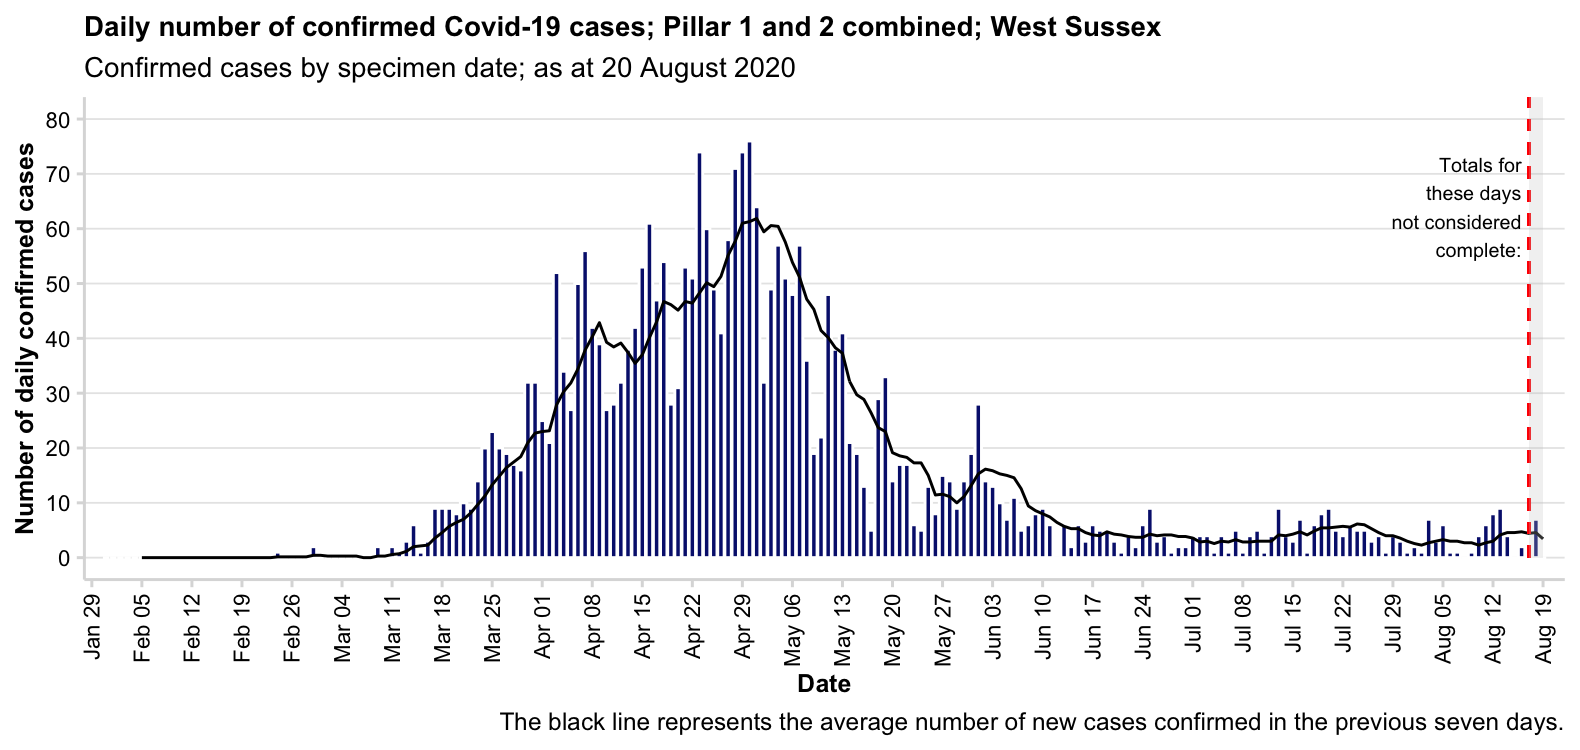 Daily number of confirmed Covid-19 cases; Pillar 1 and 2 combined; West Sussex
Confirmed cases by specimen date; as at 20 August 2020
Number of daily confirmed cases
80
70
60
50
40
30
20
10
0
Totals for
these days
not considered
complete:
Jan 29
Feb 05
Feb 12
Feb 19
Feb 26
Mar 04
Mar 11
Mar 18
Mar 25
Apr 01
Apr 08
Apr 15
Apr 22
Apr 29
May 06
May 13
May 20
May 27
Jun 03
Jun 10
Jun 17
Jun 24
Jul 01
Jul 08
Jul 15
Jul 22
Jul 29
Aug 05
Aug 12
Aug 19
Date
The black line represents the average number of new cases confirmed in the previous seven days.